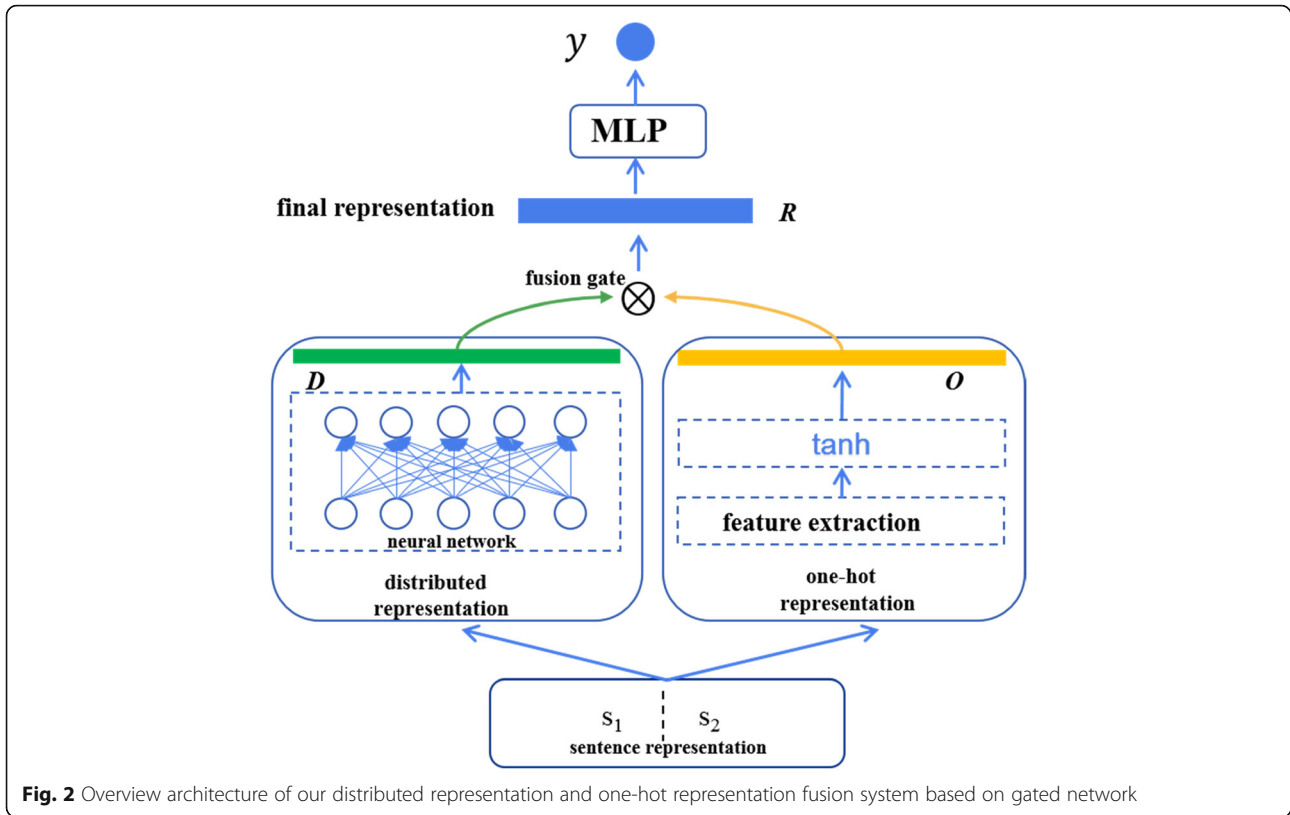 y
MLP
final representation R
fusion gate
D
O
tanh
feature extraction
neural network
distributed
representation
one-hot
representation
S₁ S₂
sentence representation
Fig. 2 Overview architecture of our distributed representation and one-hot representation fusion system based on gated network